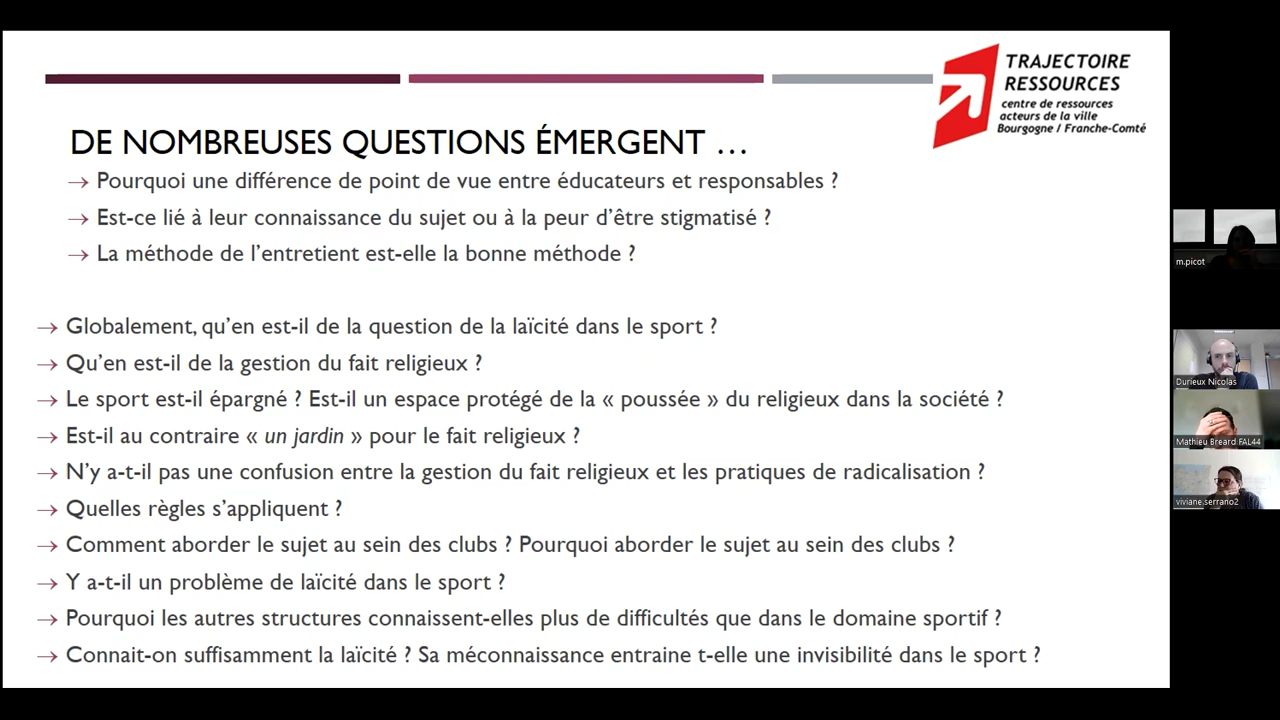 TRAJECTOIRE
RESSOURCES
centre de ressources
acteurs de la ville
Bourgogne / Franche-Comté
DE NOMBREUSES QUESTIONS ÉMERGENT …
→ Pourquoi une différence de point de vue entre éducateurs et responsables ?
→ Est-ce lié à leur connaissance du sujet ou à la peur d’être stigmatisé ?
→ La méthode de l’entretient est-elle la bonne méthode ?
→ Globalement, qu’en est-il de la question de la laïcité dans le sport ?
→ Qu’en est-il de la gestion du fait religieux ?
→ Le sport est-il épargné ? Est-il un espace protégé de la « poussée » du religieux dans la société ?
→ Est-il au contraire « un jardin » pour le fait religieux ?
→ N’y a-t-il pas une confusion entre la gestion du fait religieux et les pratiques de radicalisation ?
→ Quelles règles s’appliquent ?
→ Comment aborder le sujet au sein des clubs ? Pourquoi aborder le sujet au sein des clubs ?
→ Y a-t-il un problème de laïcité dans le sport ?
→ Pourquoi les autres structures connaissent-elles plus de difficultés que dans le domaine sportif ?
→ Connait-on suffisamment la laïcité ? Sa méconnaissance entraine t-elle une invisibilité dans le sport ?
m.picot
Durieux Nicolas
Mathieu Breard FAL44
viviane.serrano2